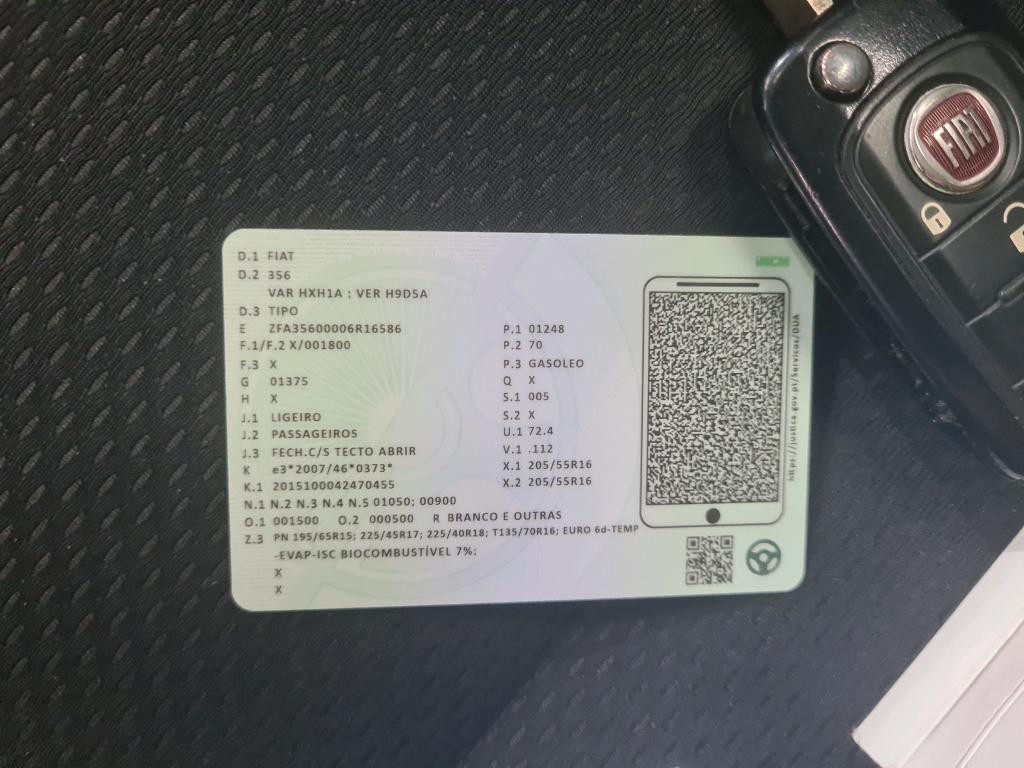 FIAT
INCM
D.1 FIAT
D.2 356
VAR HXH1A ; VER H9D5A
D.3 TIPO
E ZFA35600006R16586
F.1/F.2 X/001800
F.3 X
G 01375
H X
J.1 LIGEIRO
J.2 PASSAGEIROS
J.3 FECH.C/S TECTO ABRIR
K e3*2007/46*0373*
K.1 2015100042470455
P.1 01248
P.2 70
P.3 GASOLEO
Q X
S.1 005
S.2 X
U.1 72.4
V.1 .112
X.1 205/55R16
X.2 205/55R16
N.1 N.2 N.3 N.4 N.5 01050; 00900
O.1 001500 O.2 000500 R BRANCO E OUTRAS
Z.3 PN 195/65R15; 225/45R17; 225/40R18; T135/70R16; EURO 6d-TEMP
-EVAP-ISC BIOCOMBUSTÍVEL 7%;
X
X
https://justica.gov.pt/Servicos/DUA